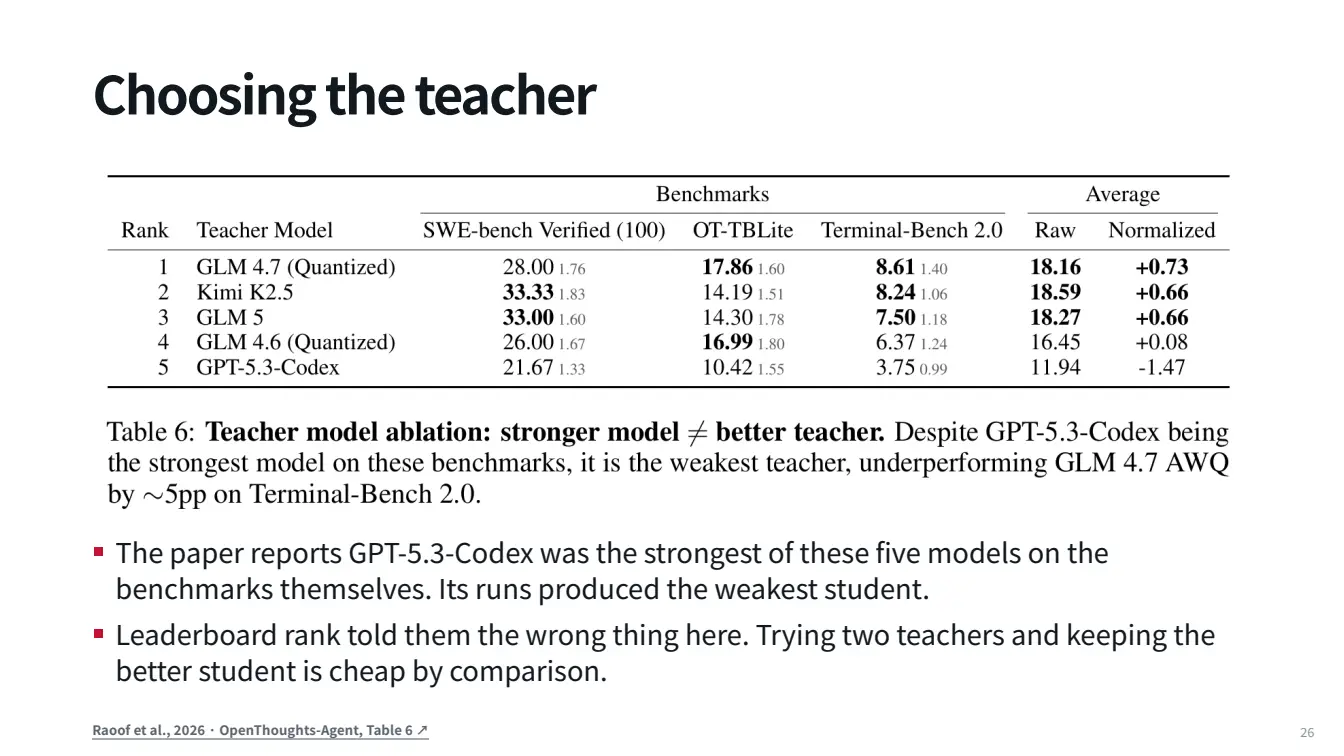 Choosing the teacher
Benchmarks Average
Rank Teacher Model SWE-bench Verified (100) OT-TBLite Terminal-Bench 2.0 Raw Normalized
1 GLM 4.7 (Quantized) 28.00 1.76 17.86 1.60 8.61 1.40 18.16 +0.73
2 Kimi K2.5 33.33 1.83 14.19 1.51 8.24 1.06 18.59 +0.66
3 GLM 5 33.00 1.60 14.30 1.78 7.50 1.18 18.27 +0.66
4 GLM 4.6 (Quantized) 26.00 1.67 16.99 1.80 6.37 1.24 16.45 +0.08
5 GPT-5.3-Codex 21.67 1.33 10.42 1.55 3.75 0.99 11.94 -1.47
Table 6: Teacher model ablation: stronger model ≠ better teacher. Despite GPT-5.3-Codex being
the strongest model on these benchmarks, it is the weakest teacher, underperforming GLM 4.7 AWQ
by ∼5pp on Terminal-Bench 2.0.
▪ The paper reports GPT-5.3-Codex was the strongest of these five models on the
benchmarks themselves. Its runs produced the weakest student.
▪ Leaderboard rank told them the wrong thing here. Trying two teachers and keeping the
better student is cheap by comparison.
Raoof et al., 2026 · OpenThoughts-Agent, Table 6 ↗
26